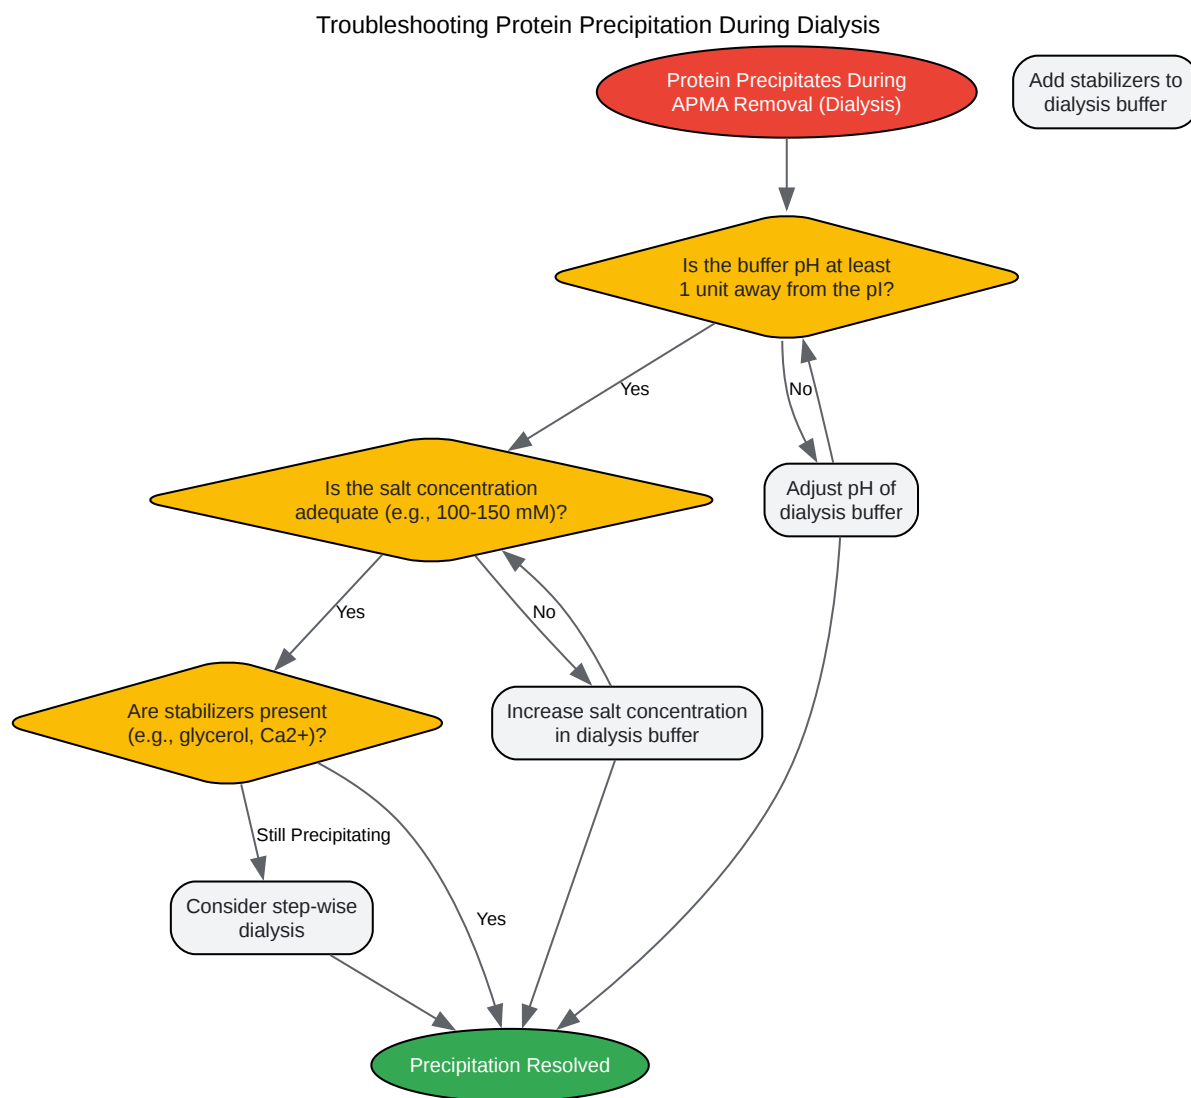 Troubleshooting Protein Precipitation During Dialysis
Protein Precipitates During
APMA Removal (Dialysis)
Add stabilizers to
dialysis buffer
Is the buffer pH at least
1 unit away from the pI?
Yes
No
Is the salt concentration
adequate (e.g., 100-150 mM)?
Adjust pH of
dialysis buffer
Yes
No
Are stabilizers present
(e.g., glycerol, Ca2+)?
Increase salt concentration
in dialysis buffer
Still Precipitating
Consider step-wise
dialysis
Yes
Precipitation Resolved